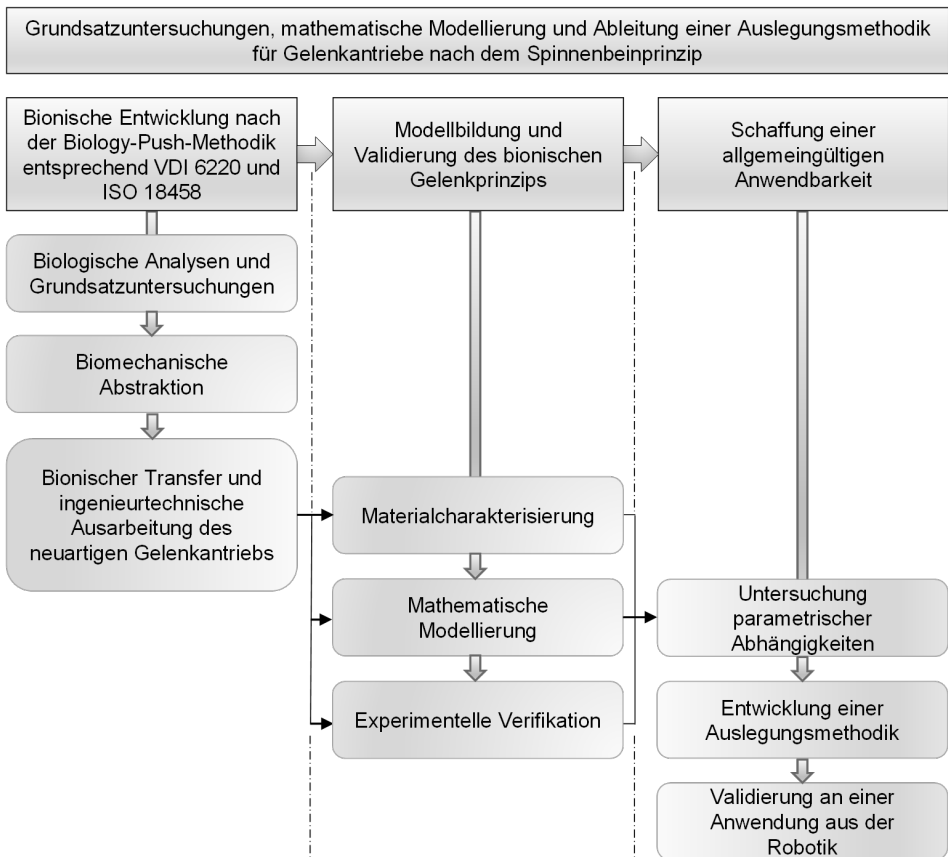 Grundsatzuntersuchungen, mathematische Modellierung und Ableitung einer Auslegungsmethodik
für Gelenkantriebe nach dem Spinnenbeinprinzip
Bionische Entwicklung nach
der Biology-Push-Methodik
entsprechend VDI 6220 und
ISO 18458
Biologische Analysen und
Grundsatzuntersuchungen
Biomechanische
Abstraktion
Bionischer Transfer und
ingenieurtechnische
Ausarbeitung des
neuartigen Gelenkantriebs
Modellbildung und
Validierung des bionischen
Gelenkprinzips
Materialcharakterisierung
Mathematische
Modellierung
Experimentelle Verifikation
Schaffung einer
allgemeingültigen
Anwendbarkeit
Untersuchung
parametrischer
Abhängigkeiten
Entwicklung einer
Auslegungsmethodik
Validierung an einer
Anwendung aus der
Robotik